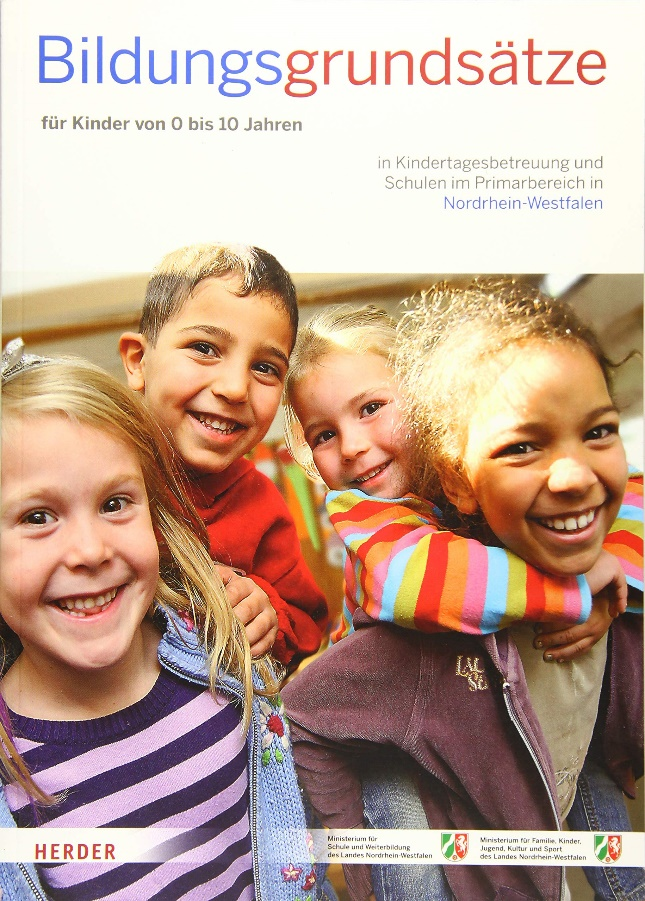 Bildungsgrundsätze
für Kinder von 0 bis 10 Jahren
in Kindertagesbetreuung und
Schulen im Primarbereich in
Nordrhein-Westfalen
HERDER
Ministerium für
Schule und Weiterbildung
des Landes Nordrhein-Westfalen
Ministerium für Familie, Kinder,
Jugend, Kultur und Sport
des Landes Nordrhein-Westfalen